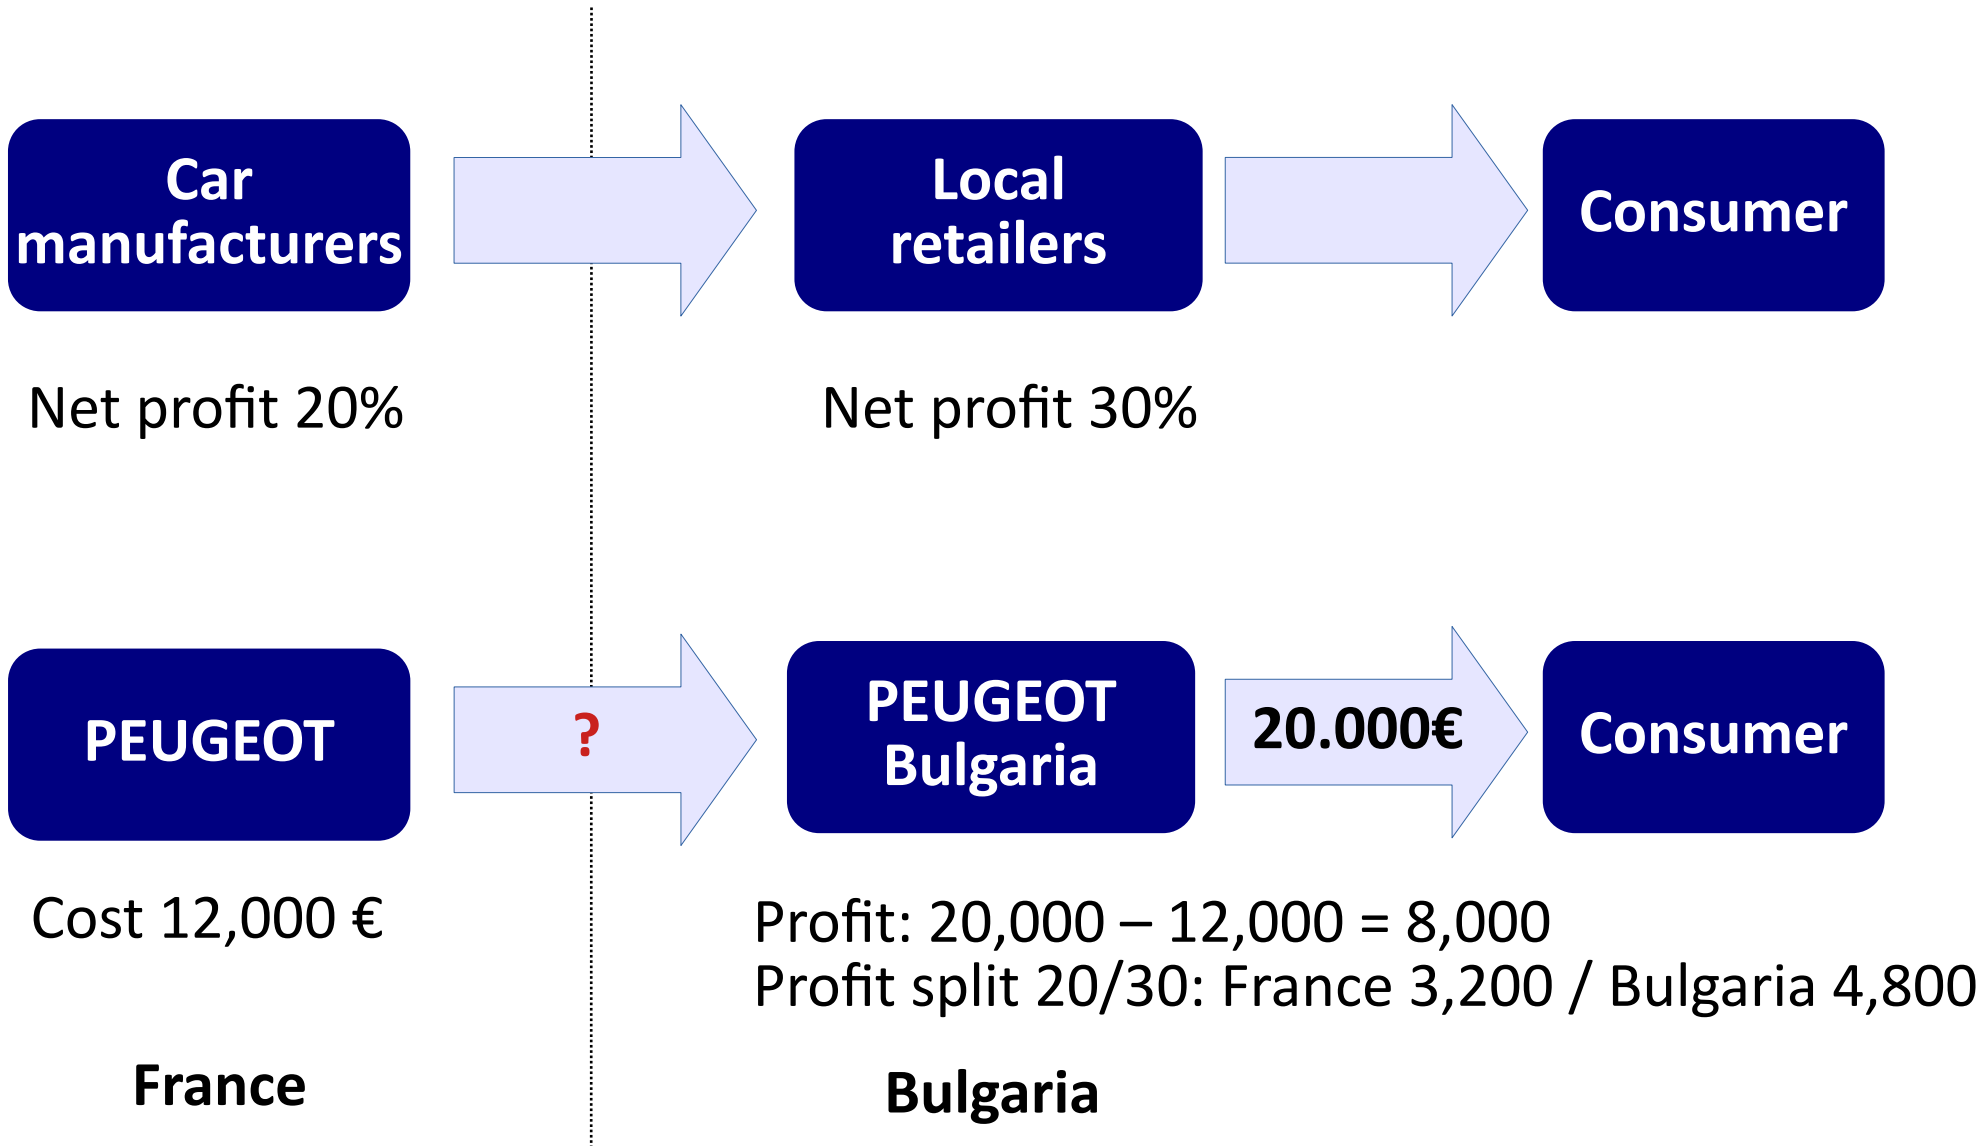 Car
manufacturers
Local
retailers
Consumer
Net profit 20%
Net profit 30%
PEUGEOT
?
PEUGEOT
Bulgaria
20.000€
Consumer
Cost 12,000 €
Profit: 20,000 – 12,000 = 8,000
Profit split 20/30: France 3,200 / Bulgaria 4,800
France
Bulgaria